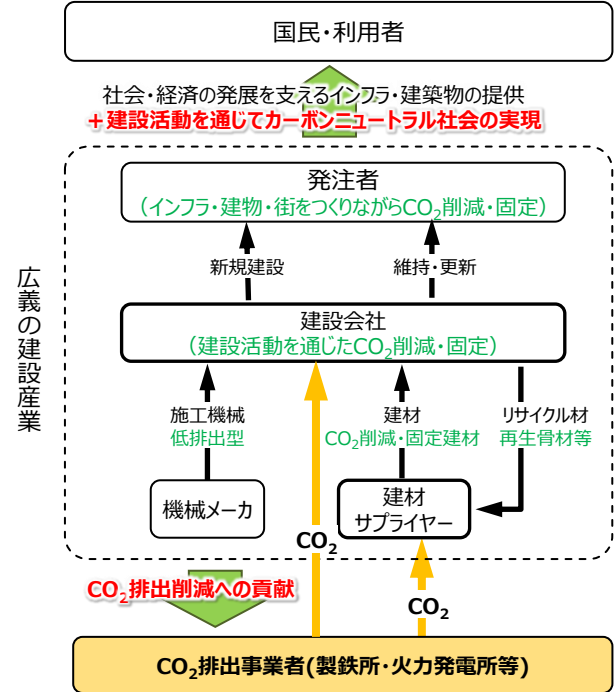 国民・利用者
社会・経済の発展を支えるインフラ・建築物の提供
＋建設活動を通じてカーボンニュートラル社会の実現
広義の建設産業
発注者
（インフラ・建物・街をつくりながらCO₂削減・固定）
新規建設
維持・更新
建設会社
（建設活動を通じたCO₂削減・固定）
施工機械
低排出型
建材
CO₂削減・固定建材
リサイクル材
再生骨材等
機械メーカ
建材
サプライヤー
CO₂
CO₂排出削減への貢献
CO₂
CO₂排出事業者(製鉄所・火力発電所等)